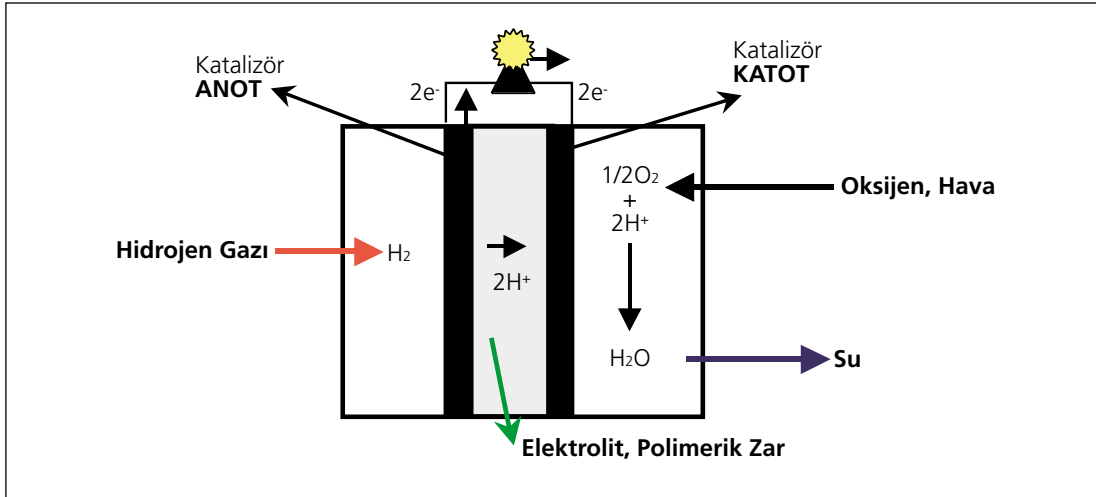 Katalizör
ANOT
2e-
2e-
Katalizör
KATOT
1/2O2
+
2H+
Oksijen, Hava
Hidrojen Gazı
H2
2H+
H2O
Su
Elektrolit, Polimerik Zar